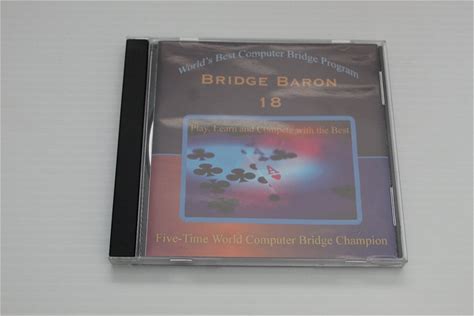 World's Best Computer Bridge Program
BRIDGE BARON
18
Play, Learn and Compete with the Best
Five-Time World Computer Bridge Champion